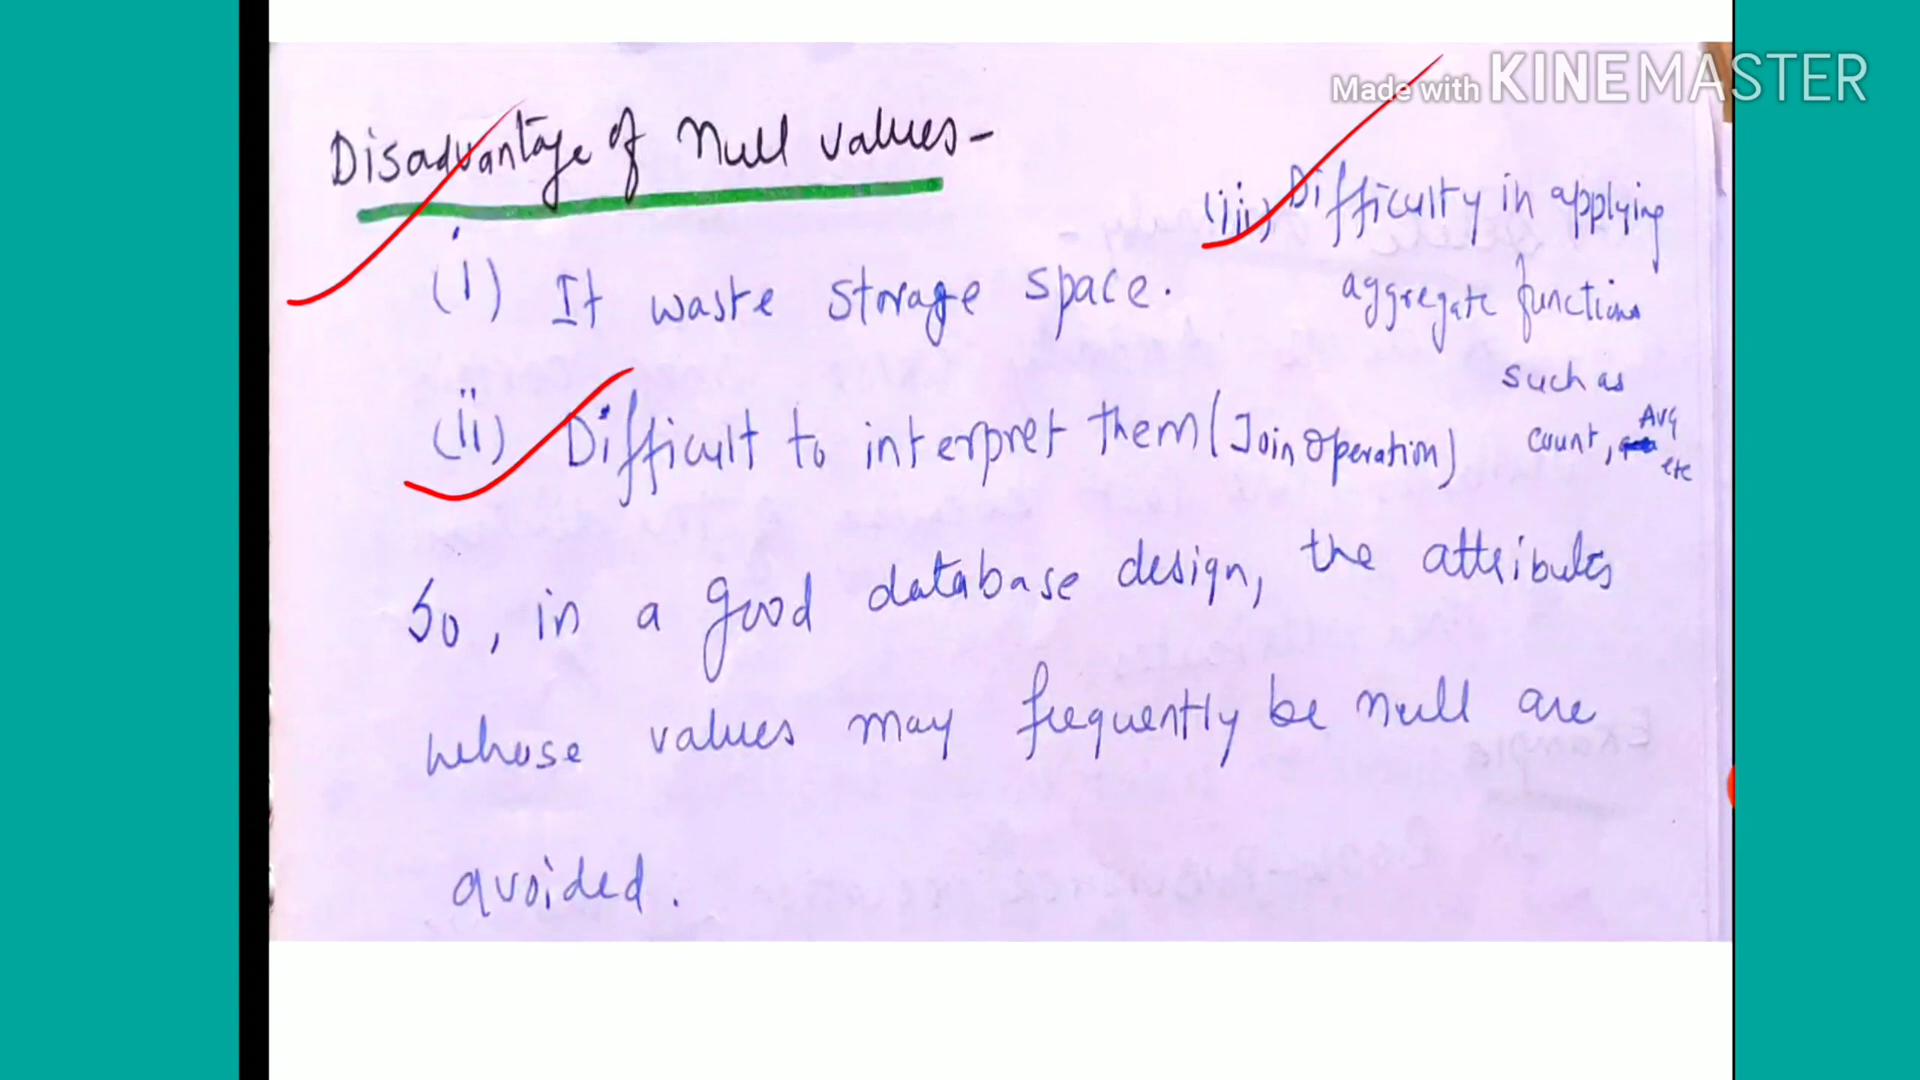 Made with KINEMASTER
Disadvantage of Null values-
(i) It waste storage space.
(ii) Difficult to interpret them (Join Operation)
(iii) Difficulty in applying
aggregate functions
such as
count, Avg
etc
So, in a good database design, the attributes
whose values may frequently be null are
avoided.